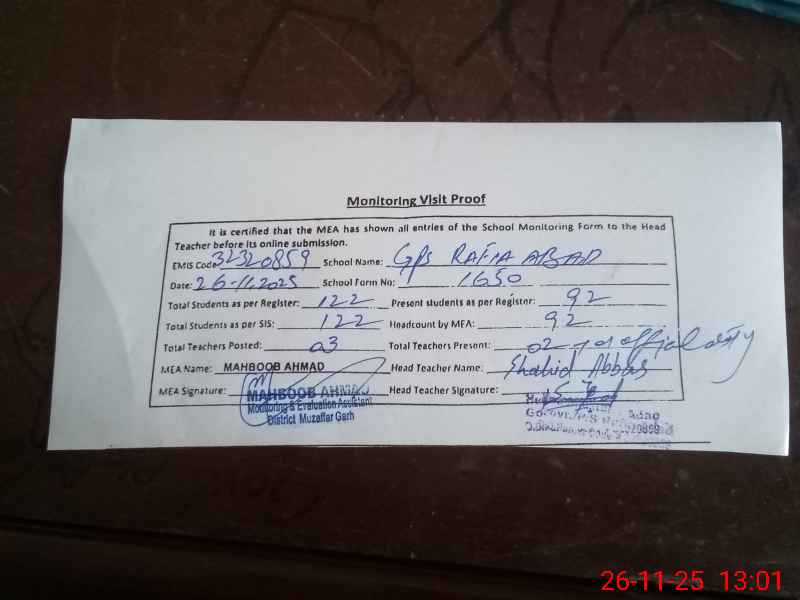 Monitoring Visit Proof
It is certified that the MEA has shown all entries of the School Monitoring Form to the Head
Teacher before its online submission.
EMIS Code 32320859 School Name: GPS RAFIA ABAD
Date: 26-11.2025 School Form No: 1650
Total Students as per Register: 122 Present students as per Register: 92
Total Students as per SIS: 122 Headcount by MEA: 92
Total Teachers Posted: 03 Total Teachers Present: 02 official duty
MEA Name: MAHBOOB AHMAD Head Teacher Name: Shahid Abbas
MEA Signature: MAHBOOB AHMAD Head Teacher Signature:
Monitoring & Evaluation Assistant
District Muzaffar Garh
26-11-25 13:01